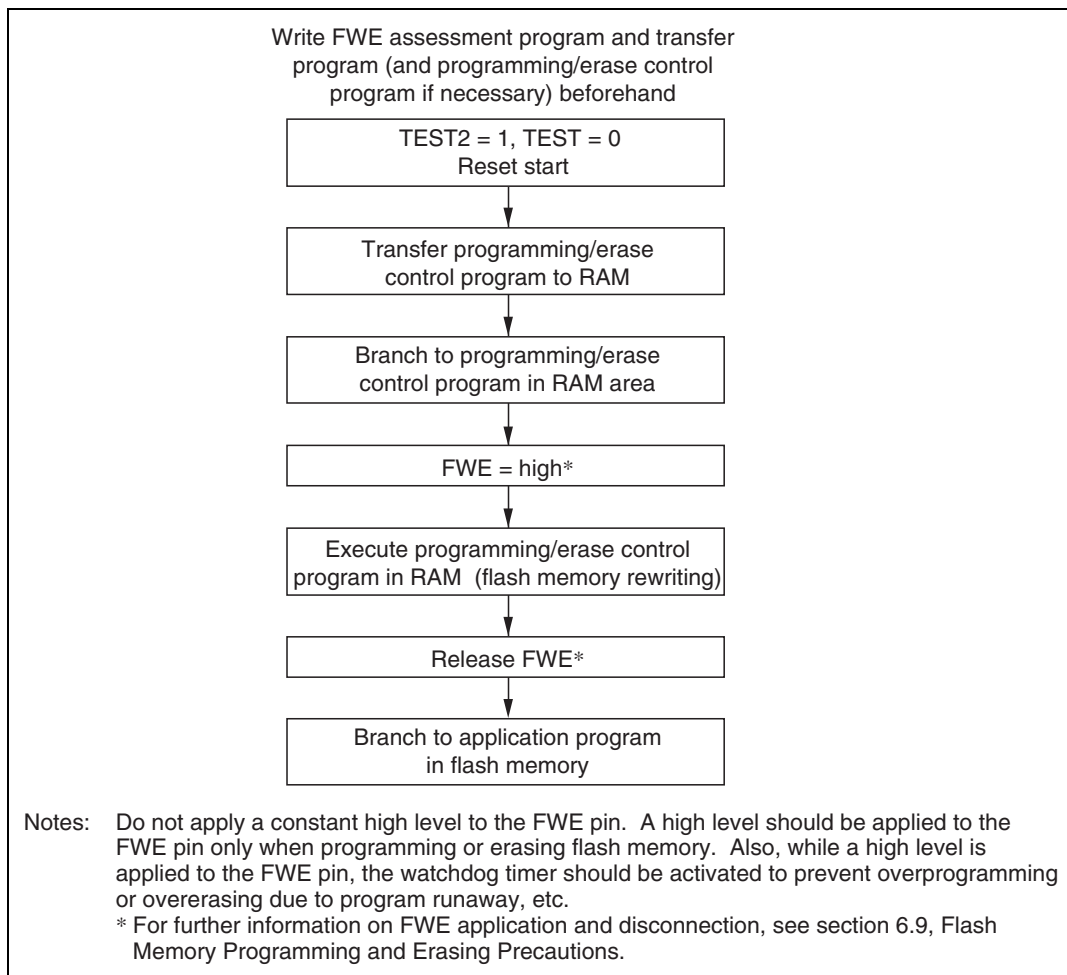 Write FWE assessment program and transfer
program (and programming/erase control
program if necessary) beforehand
TEST2 = 1, TEST = 0
Reset start
Transfer programming/erase
control program to RAM
Branch to programming/erase
control program in RAM area
FWE = high*
Execute programming/erase control
program in RAM (flash memory rewriting)
Release FWE*
Branch to application program
in flash memory
Notes: Do not apply a constant high level to the FWE pin. A high level should be applied to the
FWE pin only when programming or erasing flash memory. Also, while a high level is
applied to the FWE pin, the watchdog timer should be activated to prevent overprogramming
or overerasing due to program runaway, etc.
* For further information on FWE application and disconnection, see section 6.9, Flash
Memory Programming and Erasing Precautions.